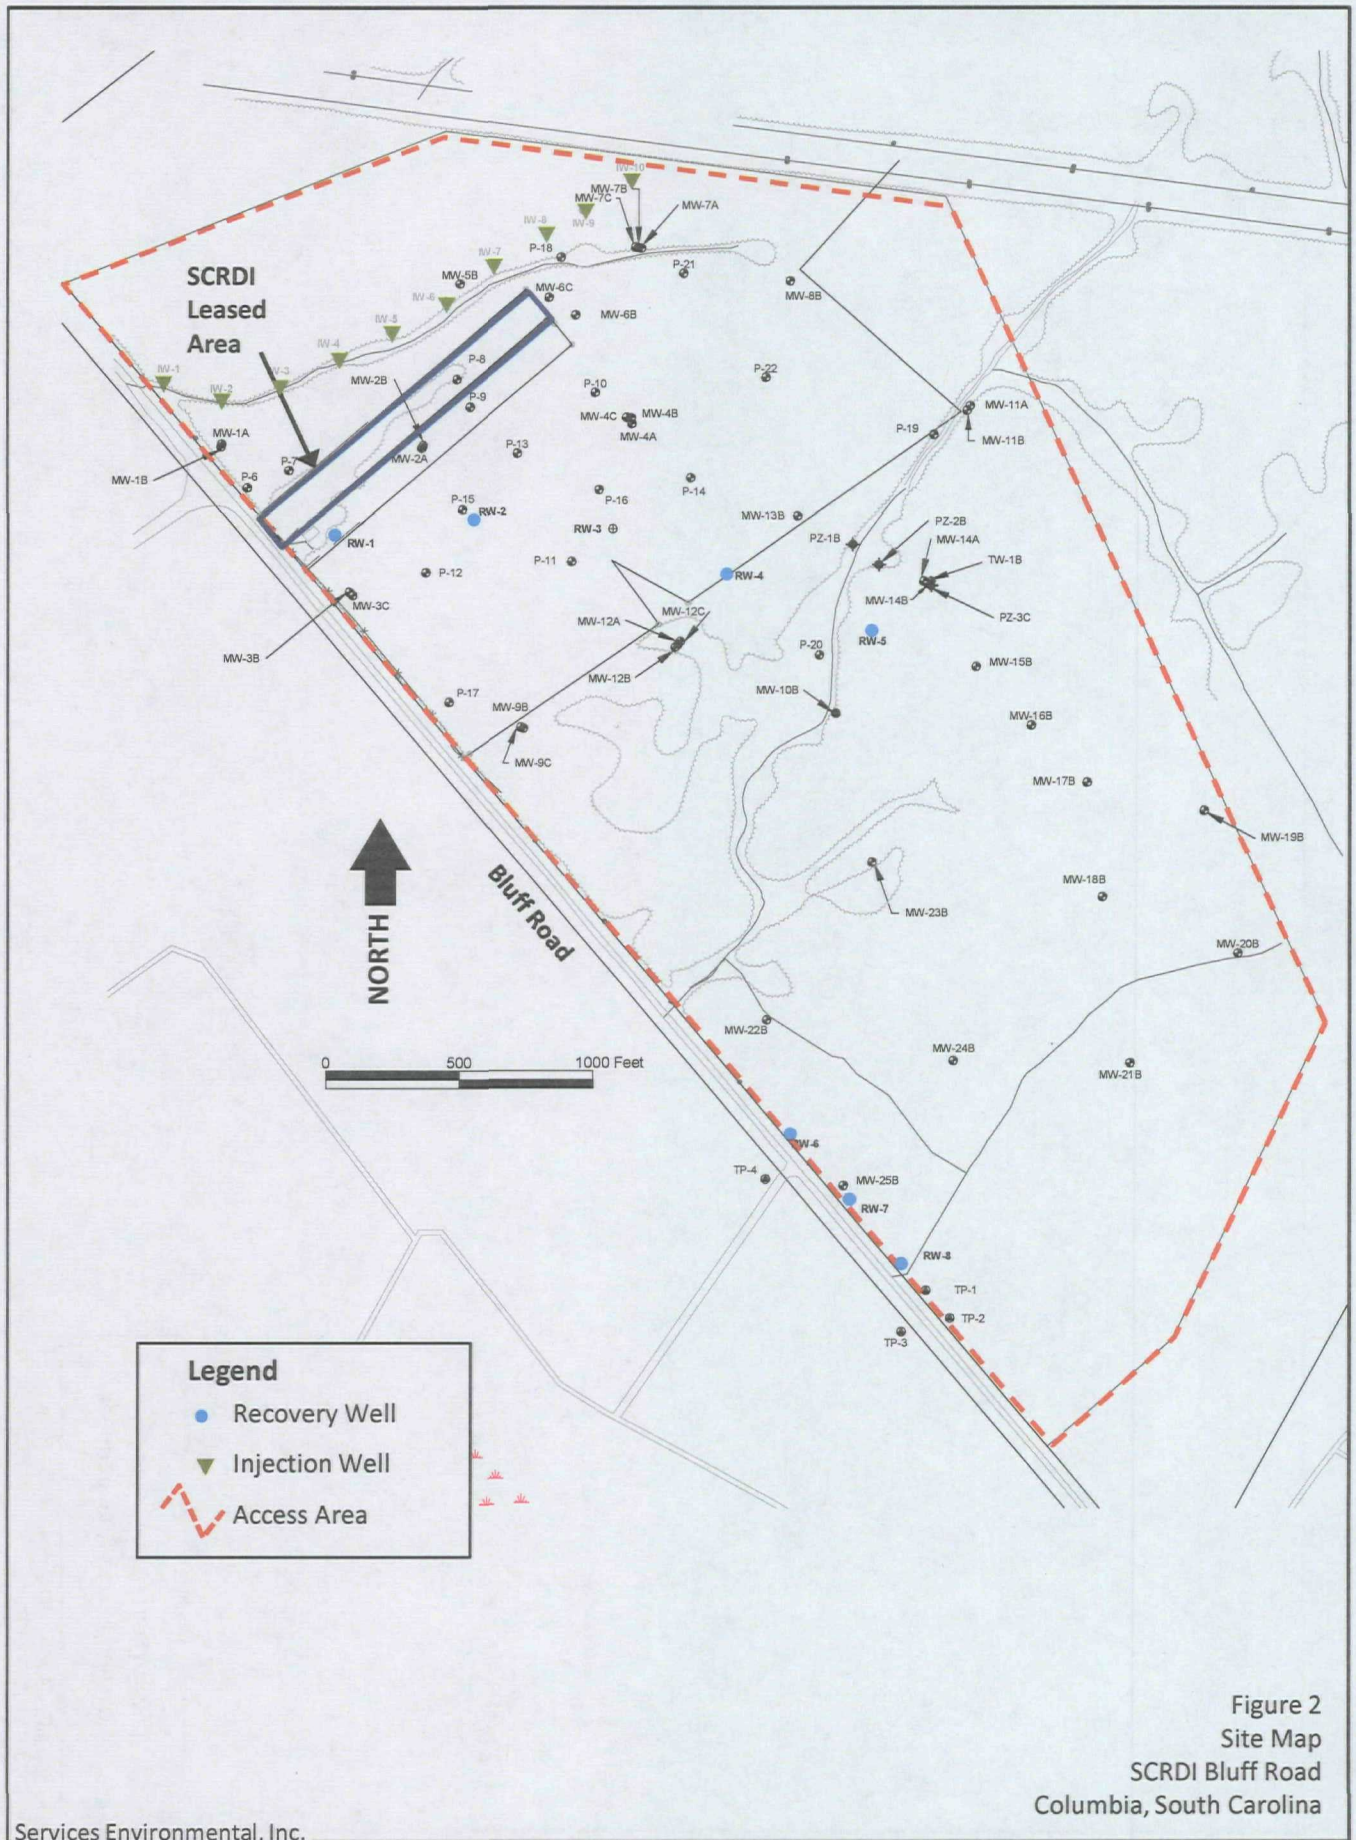 IW-10
MW-7B
MW-7C
MW-7A
IW-8
IW-9
P-18
IW-7
MW-5B
P-21
MW-8B
SCRDI
Leased
Area
IW-6
MW-6C
MW-6B
IW-5
IW-4
IW-3
IW-2
IW-1
P-8
MW-2B
P-9
P-10
P-22
MW-4C
MW-4B
MW-4A
MW-11A
MW-11B
P-19
MW-1A
MW-1B
P-7
P-6
MW-2A
P-13
P-14
P-16
P-15
RW-2
RW-3
MW-13B
RW-1
PZ-1B
PZ-2B
MW-14A
TW-1B
MW-14B
PZ-3C
P-11
P-12
RW-4
MW-12C
MW-12A
MW-12B
MW-3C
MW-3B
RW-5
P-20
MW-15B
MW-10B
P-17
MW-9B
MW-9C
MW-16B
MW-17B
MW-19B
MW-18B
MW-23B
MW-20B
Bluff Road
NORTH
MW-22B
MW-24B
MW-21B
0 500 1000 Feet
RW-6
TP-4
MW-25B
RW-7
RW-8
TP-1
TP-2
TP-3
Legend
Recovery Well
Injection Well
Access Area
Figure 2
Site Map
SCRDI Bluff Road
Columbia, South Carolina
Services Environmental, Inc.